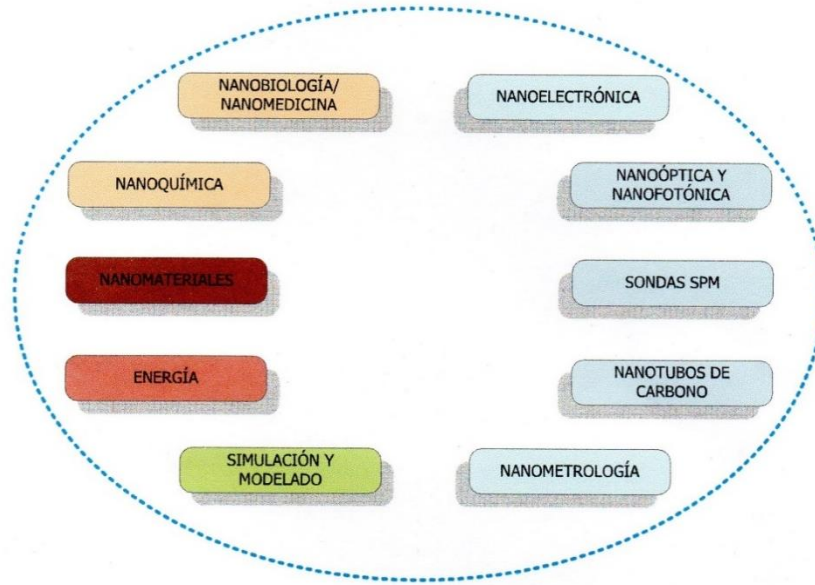 NANOBIOLOGÍA/
NANOMEDICINA
NANOELECTRÓNICA
NANOQUÍMICA
NANOÓPTICA Y
NANOFOTÓNICA
NANOMATERIALES
SONDAS SPM
ENERGÍA
NANOTUBOS DE
CARBONO
SIMULACIÓN Y
MODELADO
NANOMETROLOGÍA